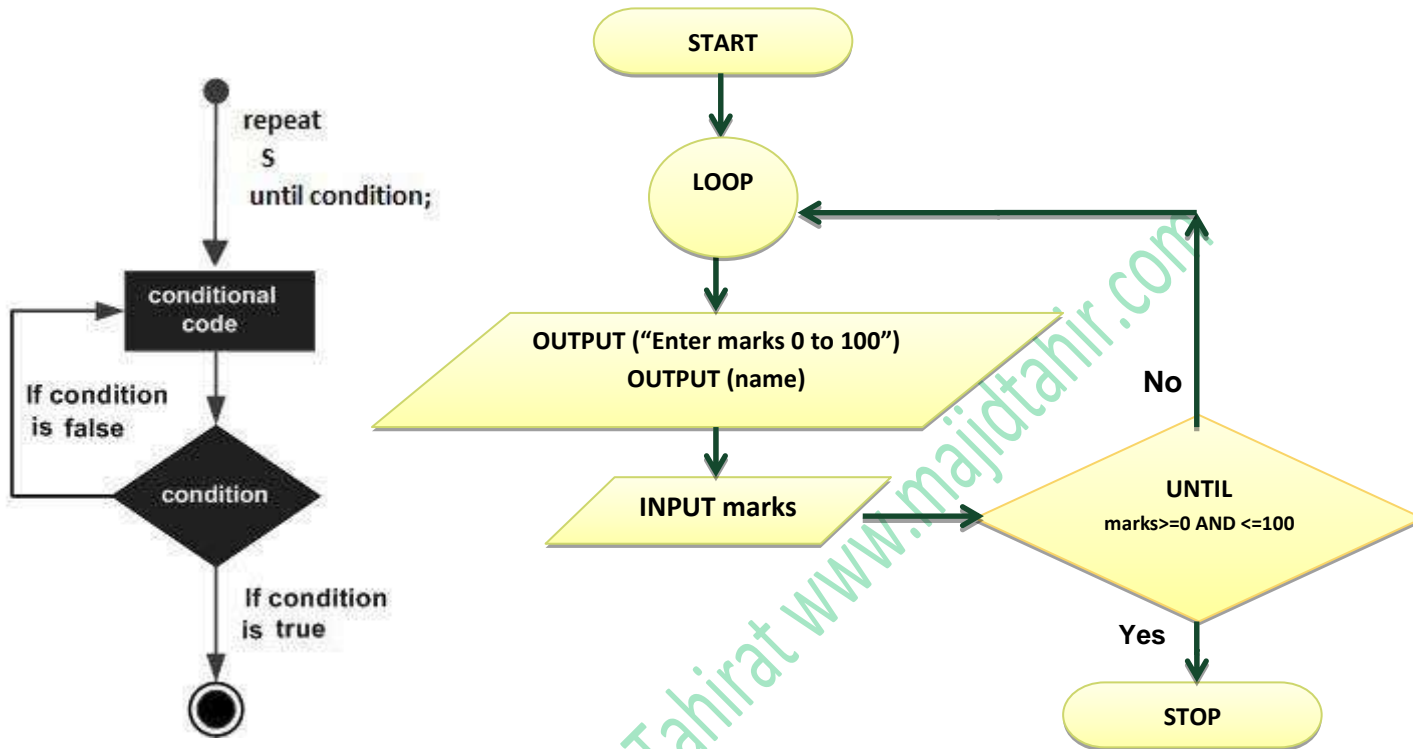 repeat
S
until condition;
conditional
code
If condition
is false
condition
If condition
is true
START
LOOP
OUTPUT (“Enter marks 0 to 100”)
OUTPUT (name)
INPUT marks
No
UNTIL
marks>=0 AND <=100
Yes
STOP
Tahirat www.majidtahir.com